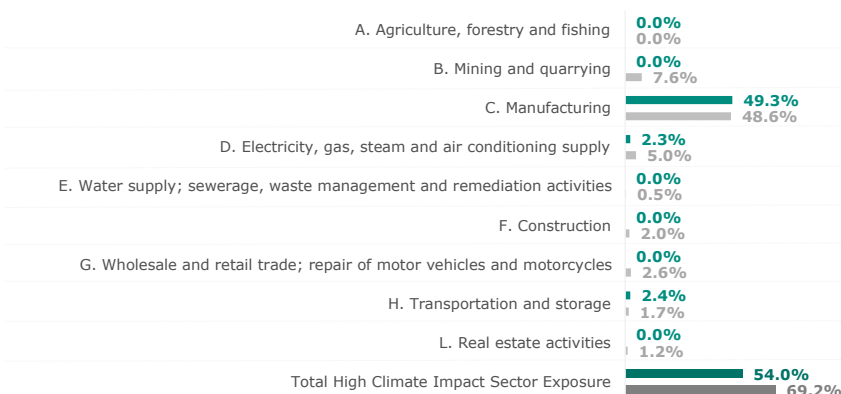 A. Agriculture, forestry and fishing 0.0%
0.0%
B. Mining and quarrying 0.0%
7.6%
C. Manufacturing 49.3%
48.6%
D. Electricity, gas, steam and air conditioning supply 2.3%
5.0%
E. Water supply; sewerage, waste management and remediation activities 0.0%
0.5%
F. Construction 0.0%
2.0%
G. Wholesale and retail trade; repair of motor vehicles and motorcycles 0.0%
2.6%
H. Transportation and storage 2.4%
1.7%
L. Real estate activities 0.0%
1.2%
Total High Climate Impact Sector Exposure 54.0%
69.2%